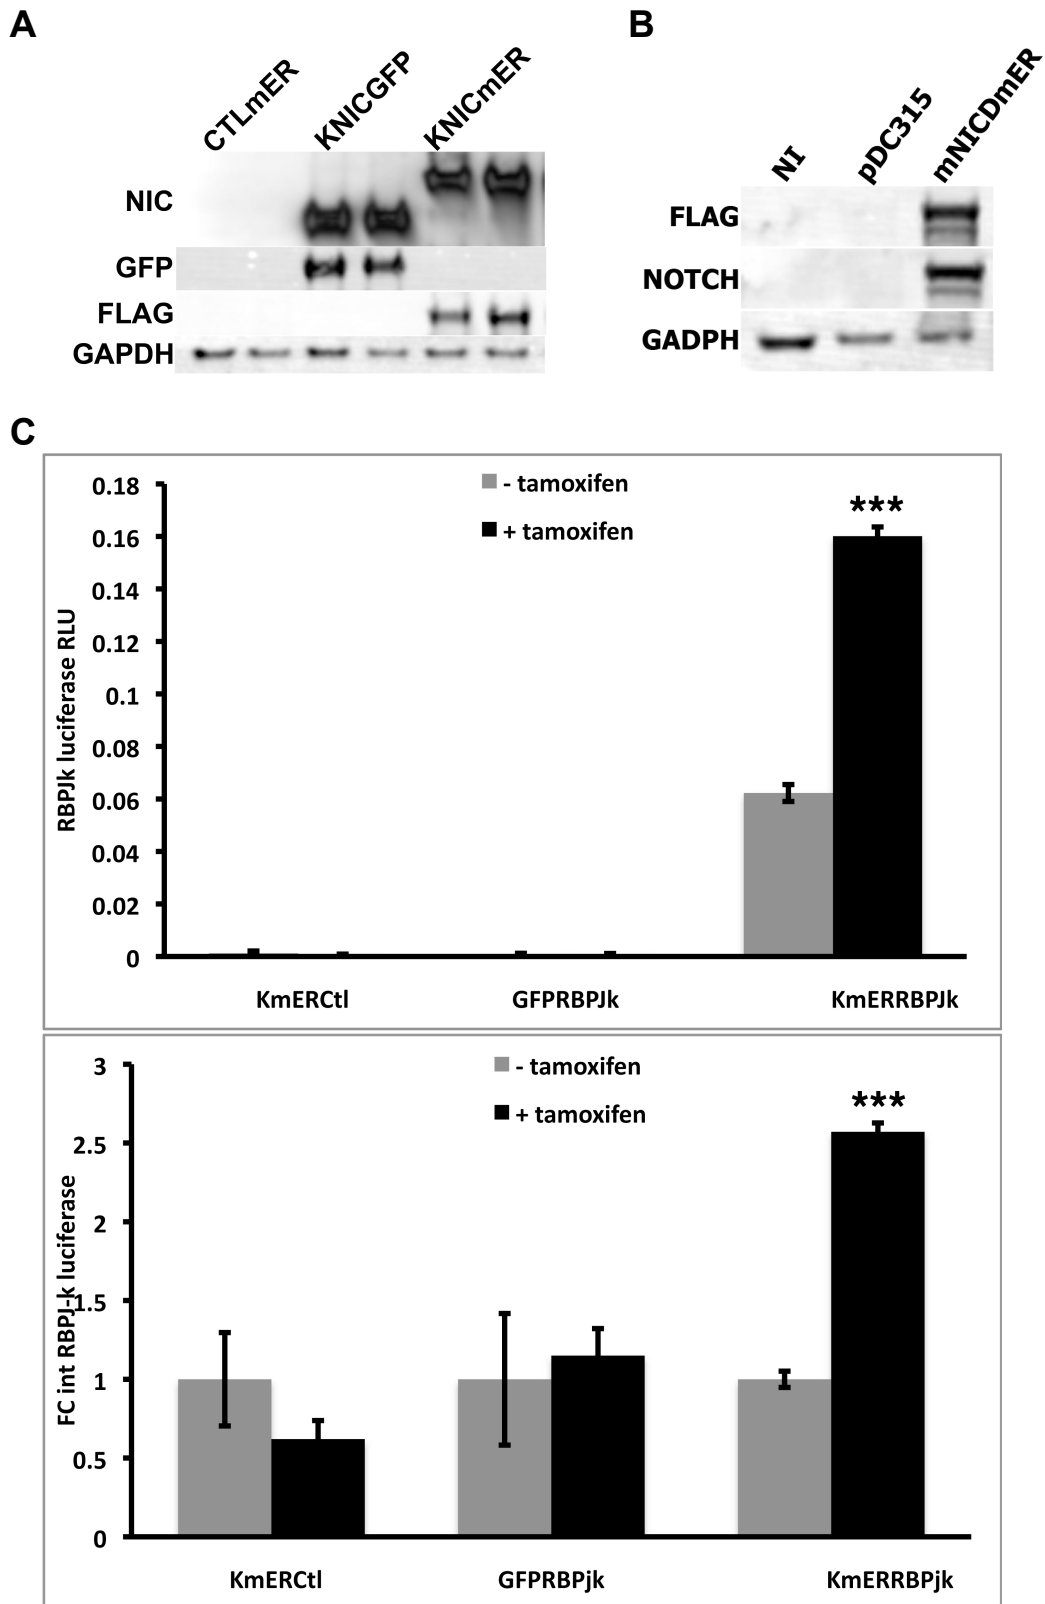 A
CTLmER
KNICGFP
KNICmER
NIC
GFP
FLAG
GAPDH
B
NI
pDC315
mNICDmER
FLAG
NOTCH
GADPH
C
- tamoxifen
+ tamoxifen
***
RBPJk luciferase RLU
0.18
0.16
0.14
0.12
0.1
0.08
0.06
0.04
0.02
0
KmERCtl
GFPRBPJk
KmERRBPJk
- tamoxifen
+ tamoxifen
***
FC int RBPJ-k luciferase
3
2.5
2
1.5
1
0.5
0
KmERCtl
GFPRBPjk
KmERRBPjk